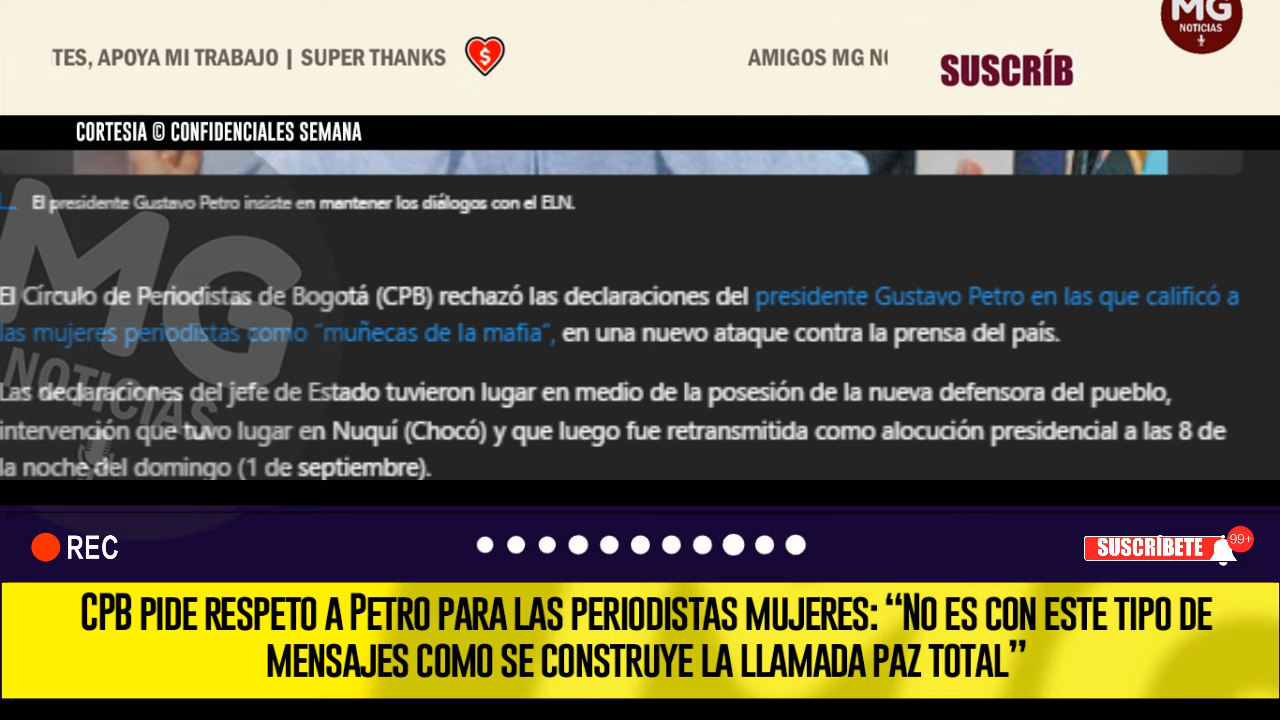 MG
NOTICIAS
TES, APOYA MI TRABAJO | SUPER THANKS
$
AMIGOS MG NO
SUSCRÍB
CORTESIA © CONFIDENCIALES SEMANA
El presidente Gustavo Petro insiste en mantener los diálogos con el ELN.
El Círculo de Periodistas de Bogotá (CPB) rechazó las declaraciones del presidente Gustavo Petro en las que calificó a
las mujeres periodistas como “muñecas de la mafia”, en una nuevo ataque contra la prensa del país.
Las declaraciones del jefe de Estado tuvieron lugar en medio de la posesión de la nueva defensora del pueblo,
intervención que tuvo lugar en Nuquí (Chocó) y que luego fue retransmitida como alocución presidencial a las 8 de
la noche del domingo (1 de septiembre).
MG
NOTICIAS
REC
SUSCRÍBETE
99+
CPB PIDE RESPETO A PETRO PARA LAS PERIODISTAS MUJERES: “NO ES CON ESTE TIPO DE
MENSAJES COMO SE CONSTRUYE LA LLAMADA PAZ TOTAL”